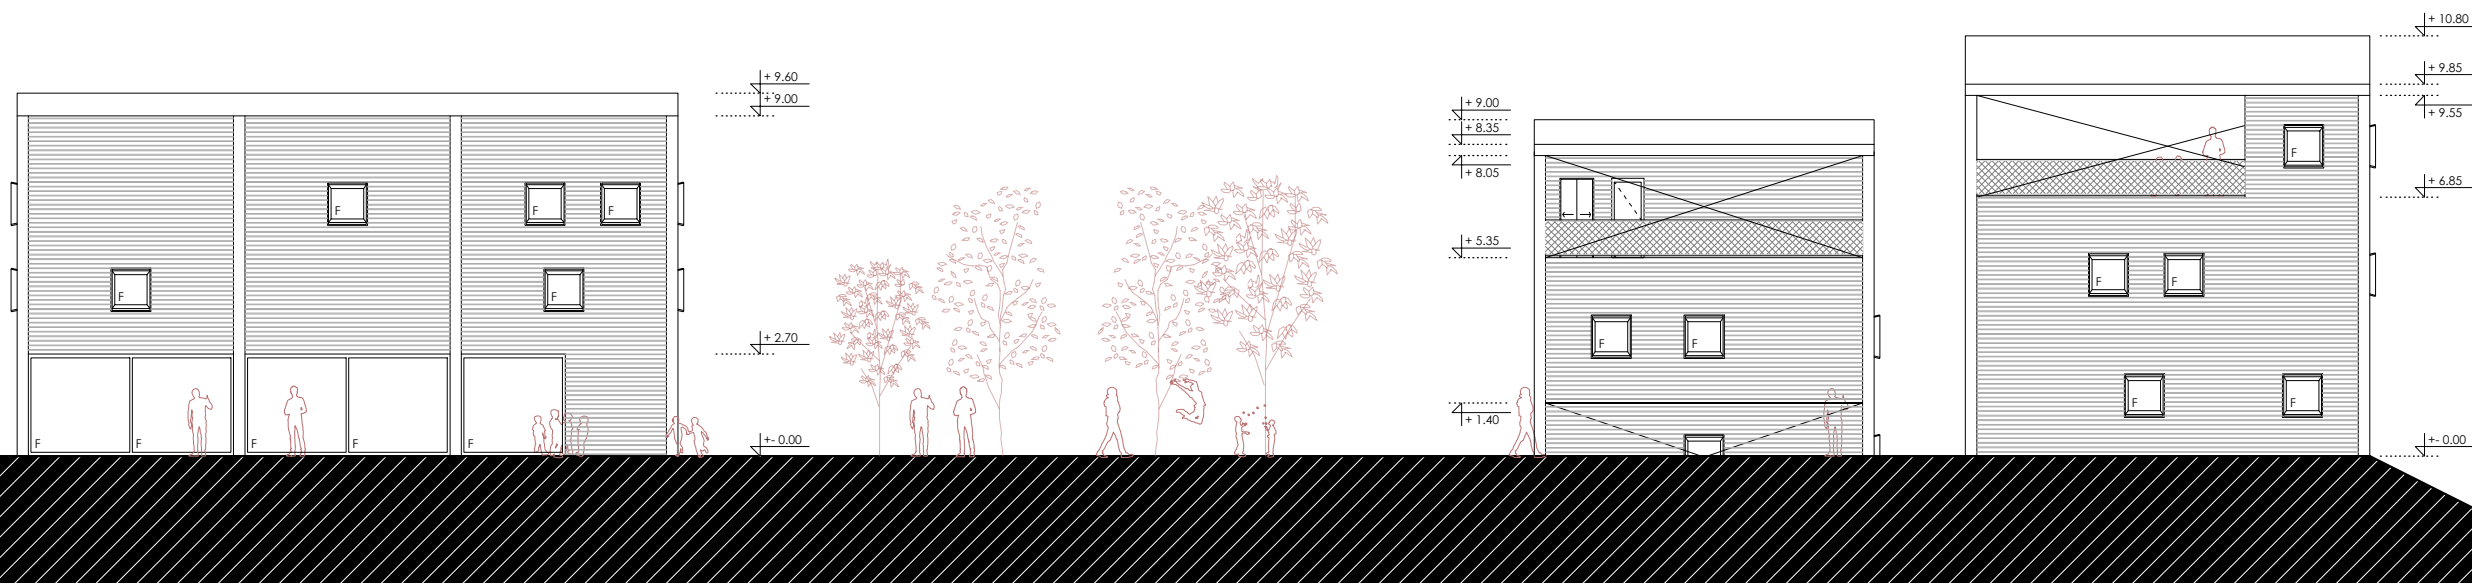 + 9.60
+ 9.00
F
F
F
F
F
+ 2.70
F
F
F
F
F
+- 0.00
+ 9.00
+ 8.35
+ 8.05
+ 5.35
F
F
+ 1.40
+ 10.80
+ 9.85
+ 9.55
F
+ 6.85
F
F
F
F
+- 0.00